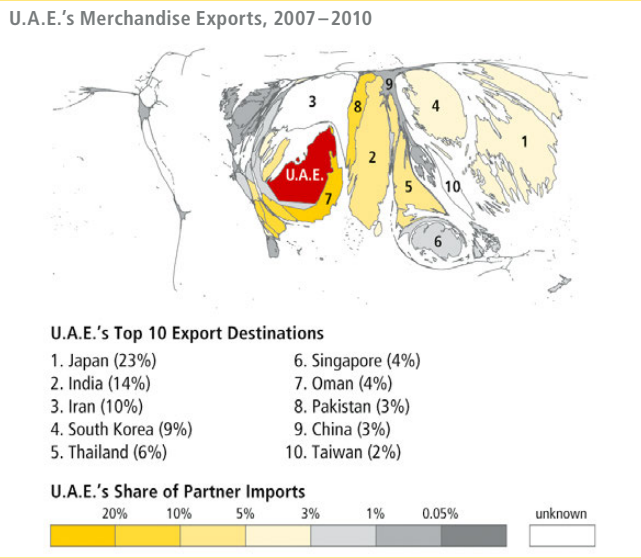 U.A.E.'s Merchandise Exports, 2007–2010
3
8
9
4
1
2
U.A.E.
7
5
10
6
U.A.E.'s Top 10 Export Destinations
1. Japan (23%)
2. India (14%)
3. Iran (10%)
4. South Korea (9%)
5. Thailand (6%)
6. Singapore (4%)
7. Oman (4%)
8. Pakistan (3%)
9. China (3%)
10. Taiwan (2%)
U.A.E.'s Share of Partner Imports
20% 10% 5% 3% 1% 0.05% unknown